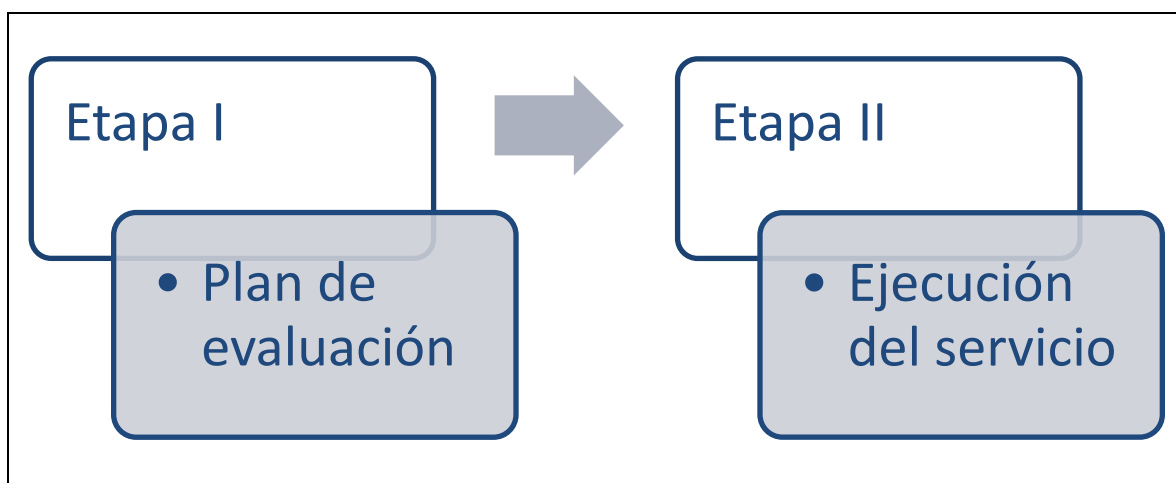 Etapa I
• Plan de
evaluación
Etapa II
• Ejecución
del servicio